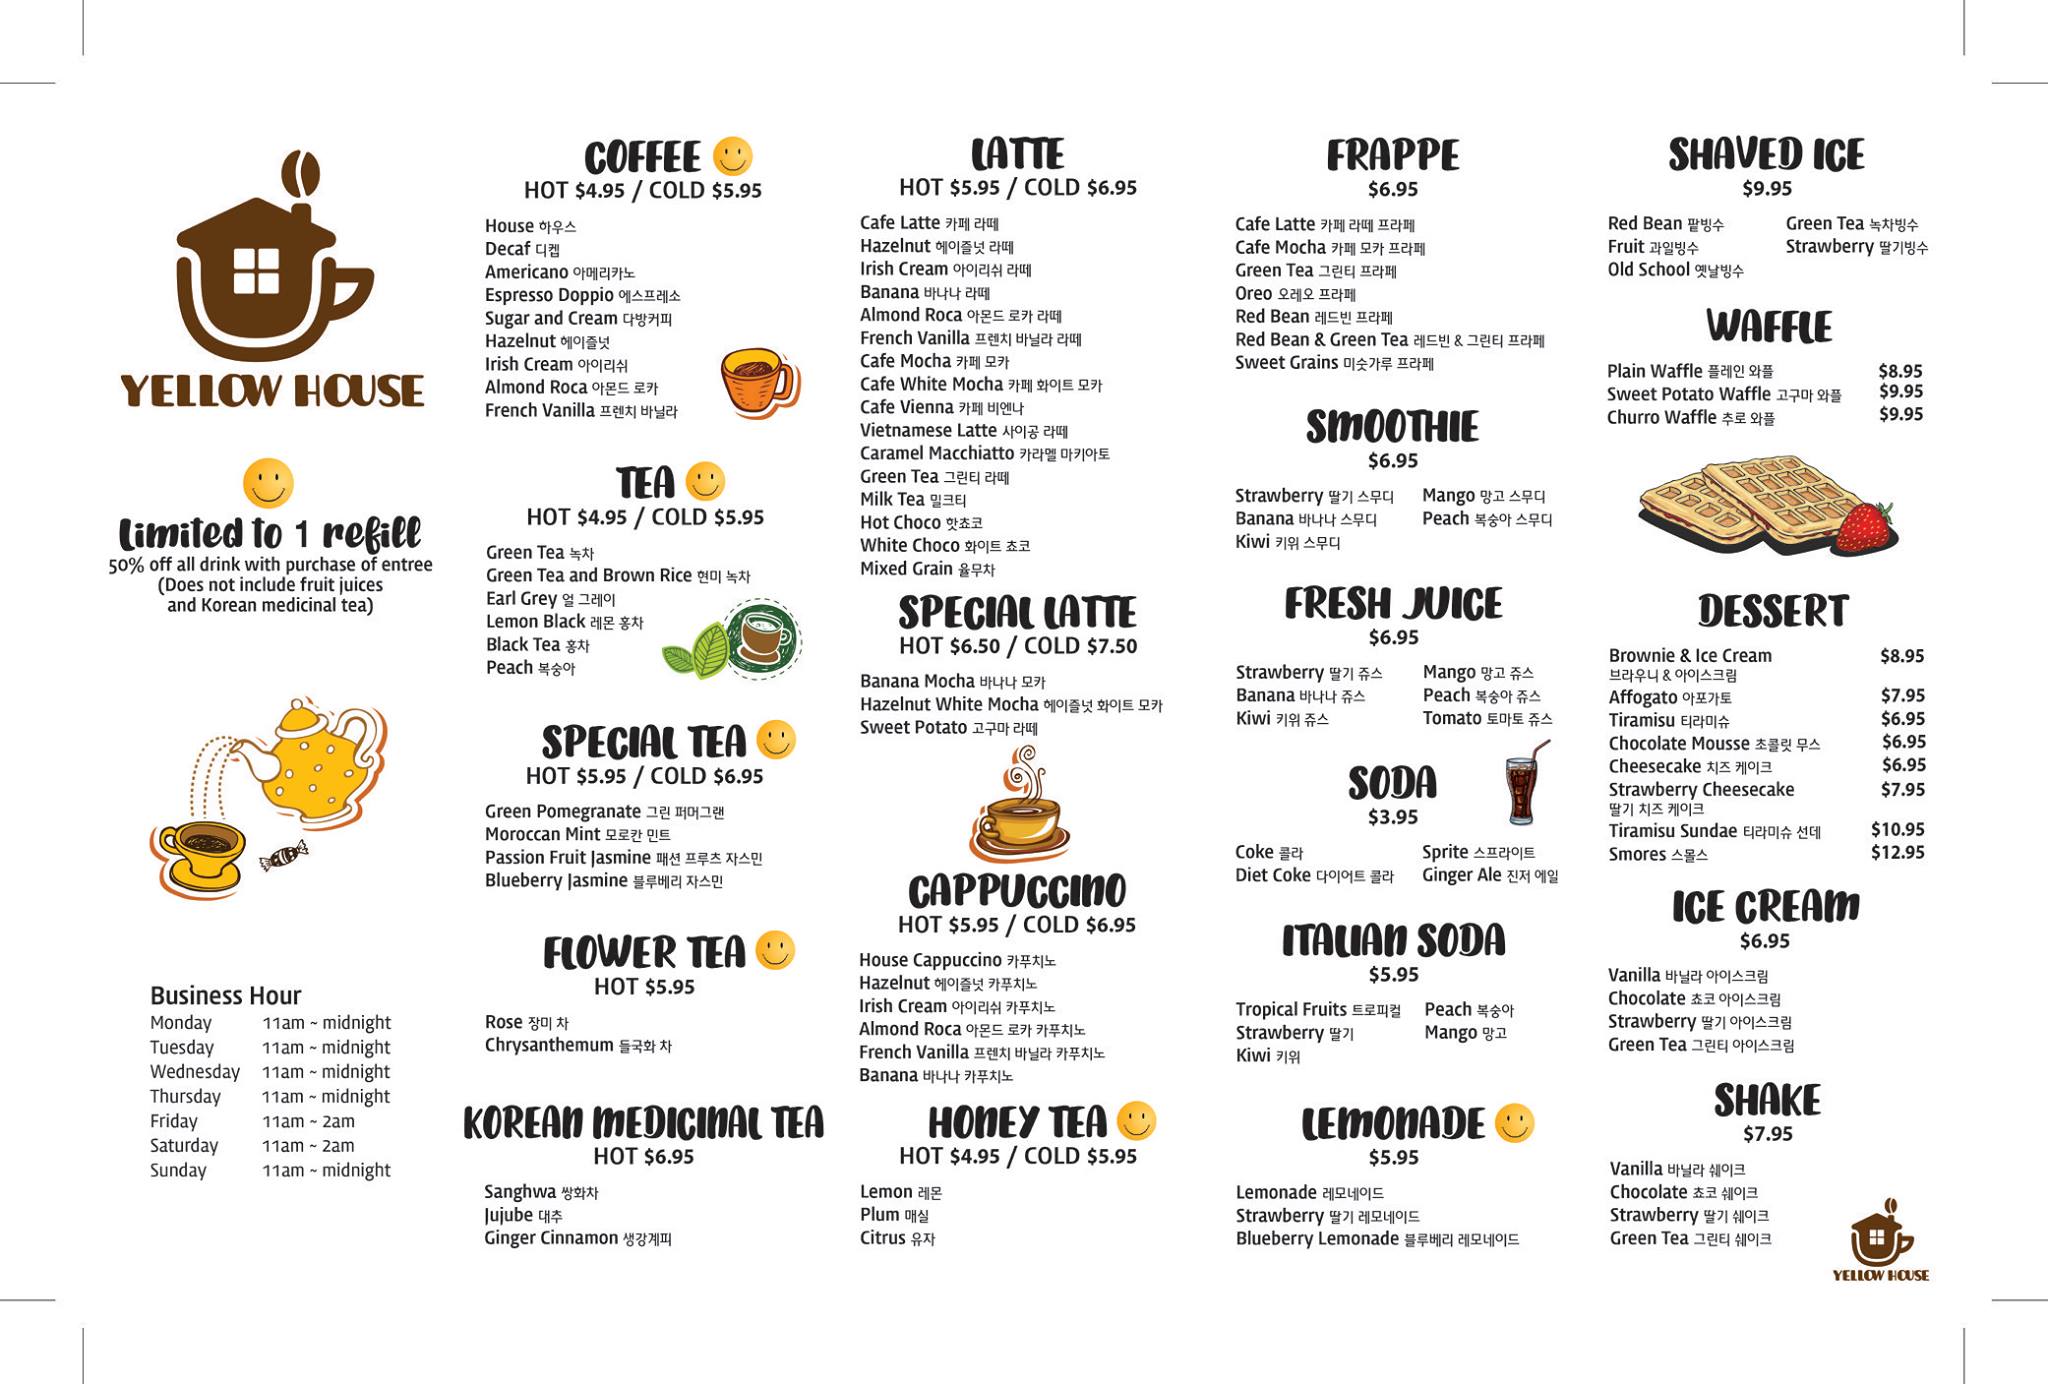 YELLOW HOUSE
Limited to 1 refill
50% off all drink with purchase of entree
(Does not include fruit juices
and Korean medicinal tea)
Business Hour
Monday 11am ~ midnight
Tuesday 11am ~ midnight
Wednesday 11am ~ midnight
Thursday 11am ~ midnight
Friday 11am ~ 2am
Saturday 11am ~ 2am
Sunday 11am ~ midnight
COFFEE
HOT $4.95 / COLD $5.95
House 하우스
Decaf 디켑
Americano 아메리카노
Espresso Doppio 에스프레소
Sugar and Cream 다방커피
Hazelnut 헤이즐넛
Irish Cream 아이리쉬
Almond Roca 아몬드 로카
French Vanilla 프렌치 바닐라
TEA
HOT $4.95 / COLD $5.95
Green Tea 녹차
Green Tea and Brown Rice 현미 녹차
Earl Grey 얼 그레이
Lemon Black 레몬 홍차
Black Tea 홍차
Peach 복숭아
SPECIAL TEA
HOT $5.95 / COLD $6.95
Green Pomegranate 그린 퍼머그랜
Moroccan Mint 모로칸 민트
Passion Fruit Jasmine 패션 프루츠 자스민
Blueberry Jasmine 블루베리 자스민
FLOWER TEA
HOT $5.95
Rose 장미 차
Chrysanthemum 들국화 차
KOREAN MEDICINAL TEA
HOT $6.95
Sanghwa 쌍화차
Jujube 대추
Ginger Cinnamon 생강계피
LATTE
HOT $5.95 / COLD $6.95
Cafe Latte 카페 라떼
Hazelnut 헤이즐넛 라떼
Irish Cream 아이리쉬 라떼
Banana 바나나 라떼
Almond Roca 아몬드 로카 라떼
French Vanilla 프렌치 바닐라 라떼
Cafe Mocha 카페 모카
Cafe White Mocha 카페 화이트 모카
Cafe Vienna 카페 비엔나
Vietnamese Latte 사이공 라떼
Caramel Macchiatto 카라멜 마키아토
Green Tea 그린티 라떼
Milk Tea 밀크티
Hot Choco 핫쵸코
White Choco 화이트 쵸코
Mixed Grain 율무차
SPECIAL LATTE
HOT $6.50 / COLD $7.50
Banana Mocha 바나나 모카
Hazelnut White Mocha 헤이즐넛 화이트 모카
Sweet Potato 고구마 라떼
CAPPUCCINO
HOT $5.95 / COLD $6.95
House Cappuccino 카푸치노
Hazelnut 헤이즐넛 카푸치노
Irish Cream 아이리쉬 카푸치노
Almond Roca 아몬드 로카 카푸치노
French Vanilla 프렌치 바닐라 카푸치노
Banana 바나나 카푸치노
HONEY TEA
HOT $4.95 / COLD $5.95
Lemon 레몬
Plum 매실
Citrus 유자
FRAPPE
$6.95
Cafe Latte 카페 라떼 프라페
Cafe Mocha 카페 모카 프라페
Green Tea 그린티 프라페
Oreo 오레오 프라페
Red Bean 레드빈 프라페
Red Bean & Green Tea 레드빈 & 그린티 프라페
Sweet Grains 미숫가루 프라페
SMOOTHIE
$6.95
Strawberry 딸기 스무디 Mango 망고 스무디
Banana 바나나 스무디 Peach 복숭아 스무디
Kiwi 키위 스무디
FRESH JUICE
$6.95
Strawberry 딸기 쥬스 Mango 망고 쥬스
Banana 바나나 쥬스 Peach 복숭아 쥬스
Kiwi 키위 쥬스 Tomato 토마토 쥬스
SODA
$3.95
Coke 콜라 Sprite 스프라이트
Diet Coke 다이어트 콜라 Ginger Ale 진저 에일
ITALIAN SODA
$5.95
Tropical Fruits 트로피컬 Peach 복숭아
Strawberry 딸기 Mango 망고
Kiwi 키위
LEMONADE
$5.95
Lemonade 레모네이드
Strawberry 딸기 레모네이드
Blueberry Lemonade 블루베리 레모네이드
SHAVED ICE
$9.95
Red Bean 팥빙수 Green Tea 녹차빙수
Fruit 과일빙수 Strawberry 딸기빙수
Old School 옛날빙수
WAFFLE
Plain Waffle 플레인 와플 $8.95
Sweet Potato Waffle 고구마 와플 $9.95
Churro Waffle 추로 와플 $9.95
DESSERT
Brownie & Ice Cream $8.95
브라우니 & 아이스크림
Affogato 아포가토 $7.95
Tiramisu 티라미슈 $6.95
Chocolate Mousse 초콜릿 무스 $6.95
Cheesecake 치즈 케이크 $6.95
Strawberry Cheesecake $7.95
딸기 치즈 케이크
Tiramisu Sundae 티라미슈 선데 $10.95
Smores 스몰스 $12.95
ICE CREAM
$6.95
Vanilla 바닐라 아이스크림
Chocolate 쵸코 아이스크림
Strawberry 딸기 아이스크림
Green Tea 그린티 아이스크림
SHAKE
$7.95
Vanilla 바닐라 쉐이크
Chocolate 쵸코 쉐이크
Strawberry 딸기 쉐이크
Green Tea 그린티 쉐이크
YELLOW HOUSE